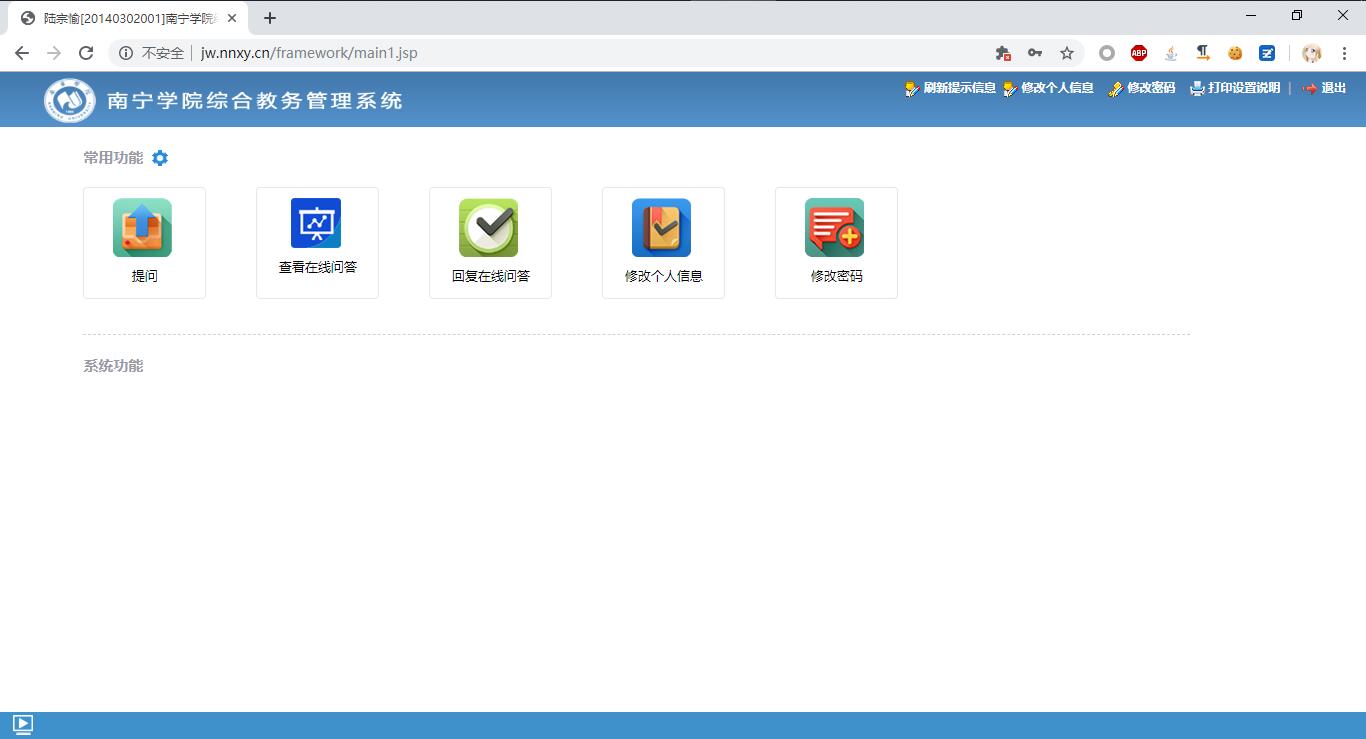 陆宗愉[20140302001]南宁学院
不安全 jw.nnxy.cn/framework/main1.jsp
ABP
南宁学院综合教务管理系统
刷新提示信息 修改个人信息 修改密码 打印设置说明 | 退出
常用功能
提问 查看在线问答 回复在线问答 修改个人信息 修改密码
系统功能